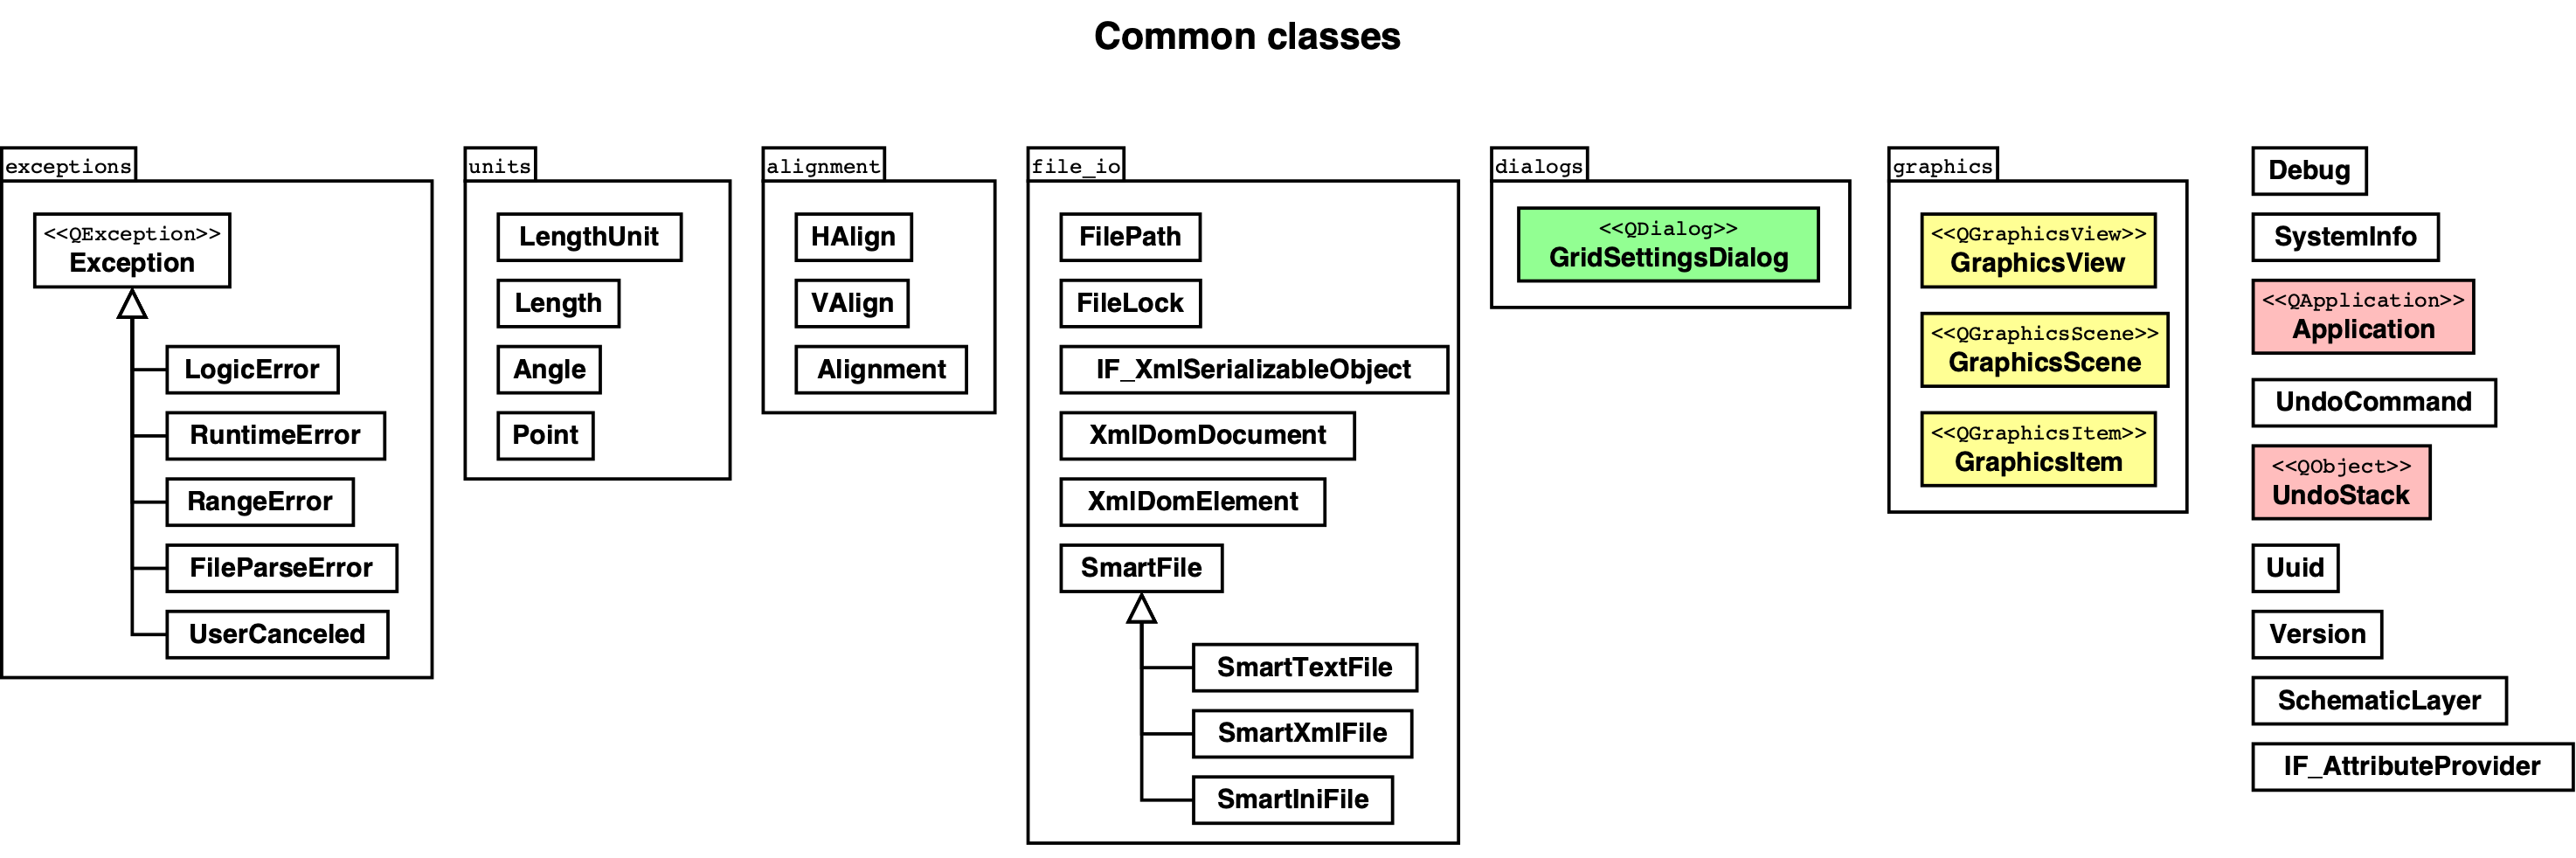 Common classes
exceptions
<<QException>>
Exception
LogicError
RuntimeError
RangeError
FileParseError
UserCanceled
units
LengthUnit
Length
Angle
Point
alignment
HAlign
VAlign
Alignment
file_io
FilePath
FileLock
IF_XmlSerializableObject
XmlDomDocument
XmlDomElement
SmartFile
SmartTextFile
SmartXmlFile
SmartIniFile
dialogs
<<QDialog>>
GridSettingsDialog
graphics
<<QGraphicsView>>
GraphicsView
<<QGraphicsScene>>
GraphicsScene
<<QGraphicsItem>>
GraphicsItem
Debug
SystemInfo
<<QApplication>>
Application
UndoCommand
<<QObject>>
UndoStack
Uuid
Version
SchematicLayer
IF_AttributeProvider